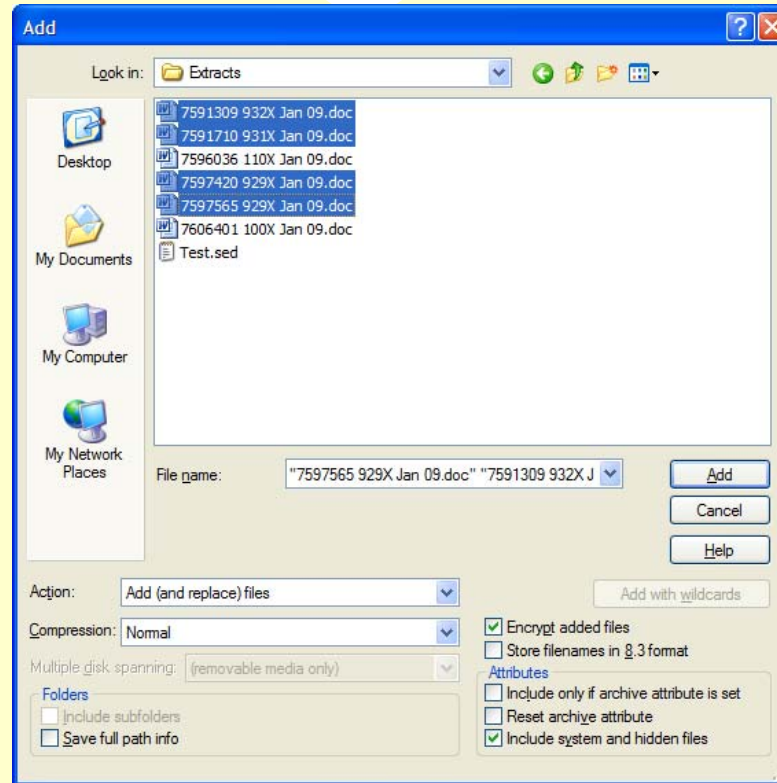 Add
Look in: Extracts
Desktop
My Documents
My Computer
My Network
Places
7591309 932X Jan 09.doc
7591710 931X Jan 09.doc
7596036 110X Jan 09.doc
7597420 929X Jan 09.doc
7597565 929X Jan 09.doc
7606401 100X Jan 09.doc
Test.sed
File name: "7597565 929X Jan 09.doc" "7591309 932X J
Add
Cancel
Help
Action: Add (and replace) files
Add with wildcards
Compression: Normal
Multiple disk spanning: (removable media only)
Folders
Include subfolders
Save full path info
Encrypt added files
Store filenames in 8.3 format
Attributes
Include only if archive attribute is set
Reset archive attribute
Include system and hidden files